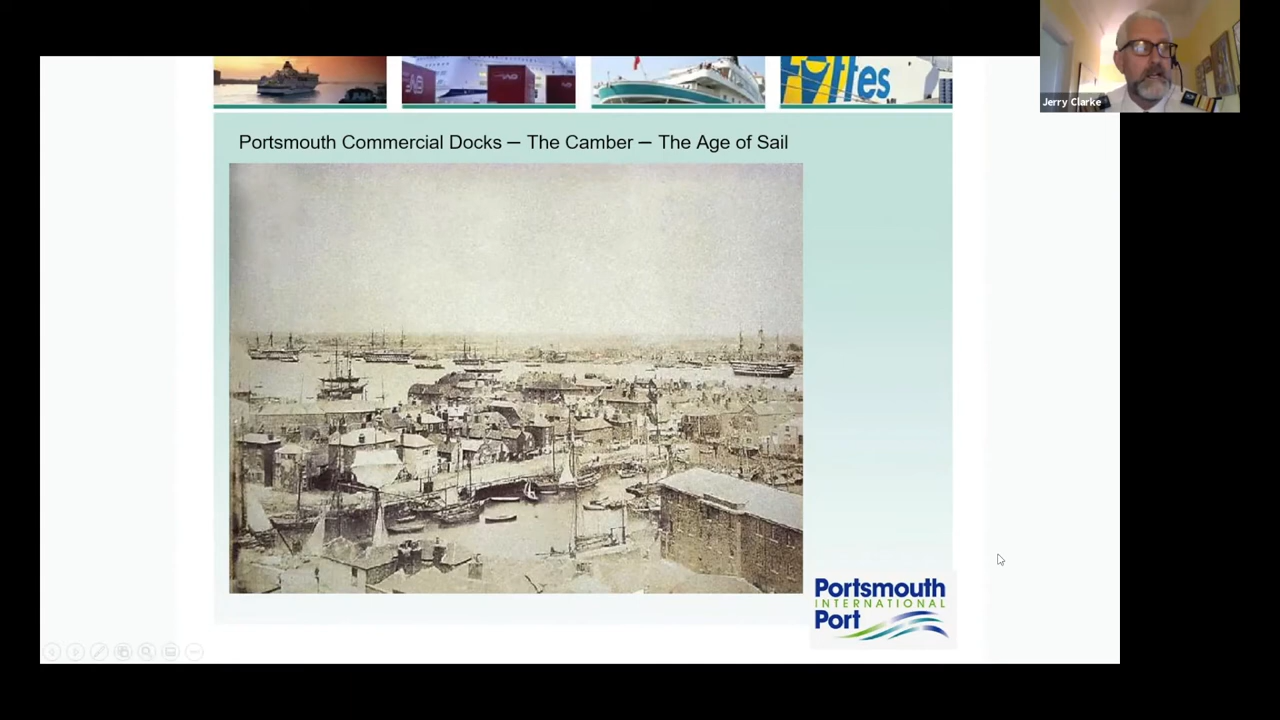 Jerry Clarke
Portsmouth Commercial Docks – The Camber – The Age of Sail
Portsmouth
INTERNATIONAL
Port